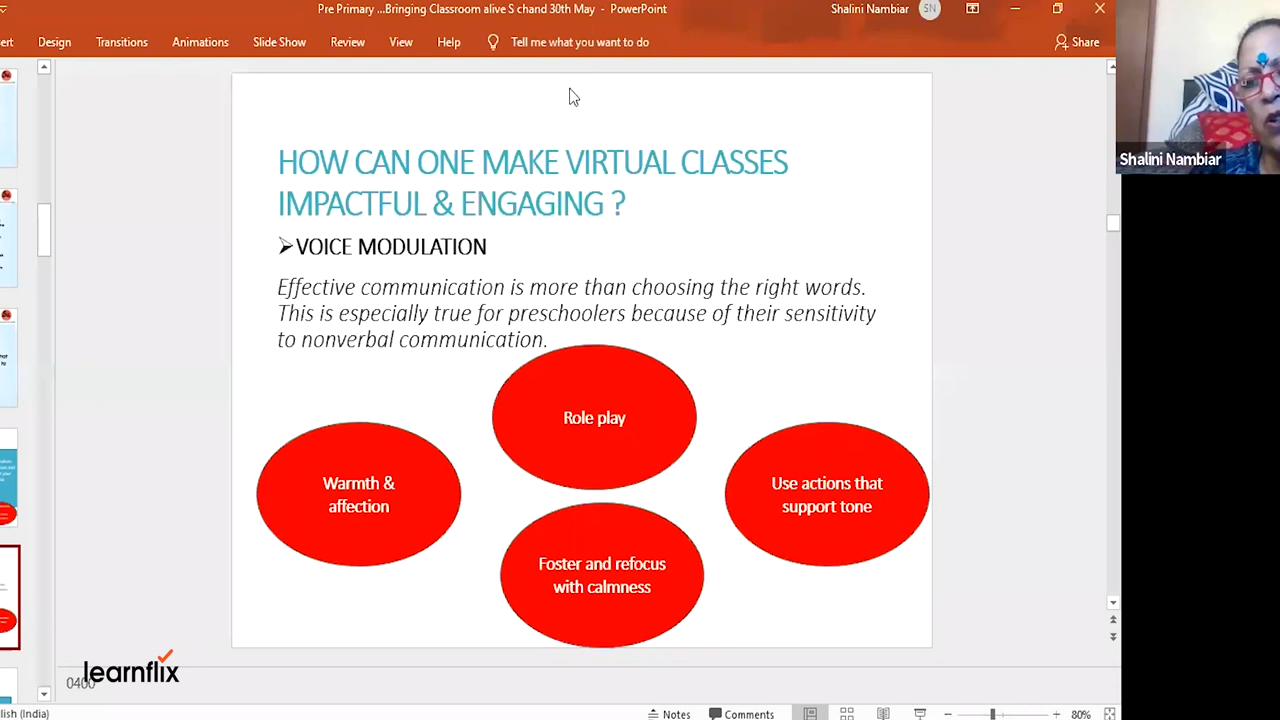 Pre Primary ...Bringing Classroom alive S chand 30th May - PowerPoint
Shalini Nambiar SN
ert Design Transitions Animations Slide Show Review View Help Tell me what you want to do Share
Shalini Nambiar
HOW CAN ONE MAKE VIRTUAL CLASSES
IMPACTFUL & ENGAGING ?
VOICE MODULATION
Effective communication is more than choosing the right words.
This is especially true for preschoolers because of their sensitivity
to nonverbal communication.
Role play
Warmth &
affection
Use actions that
support tone
Foster and refocus
with calmness
learnflix
0400
glish (India) Notes Comments 80%